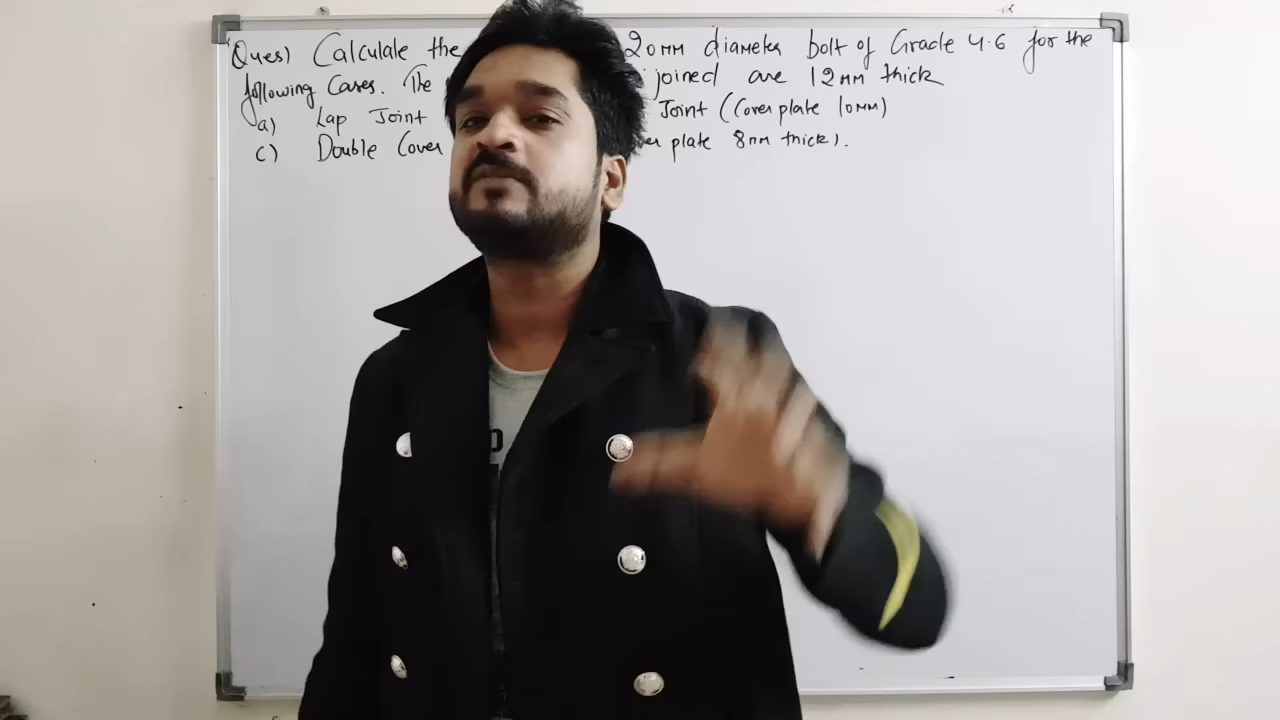 Ques) Calculate the 20mm diameter bolt of Grade 4.6 for the
following Cases. The joined are 12mm thick
a) Lap Joint Joint (Cover plate 10mm)
c) Double Cover plate 8mm thick).